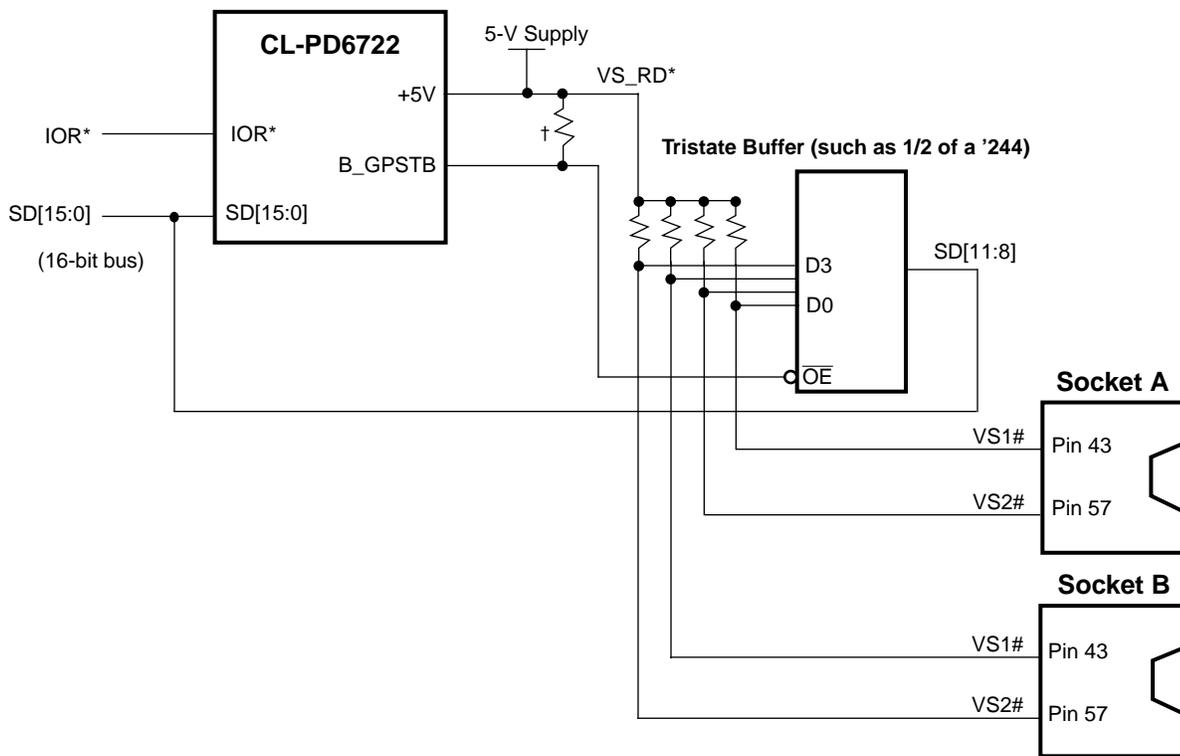 CL-PD6722
5-V Supply
VS_RD*
+5V
†
IOR*
IOR*
B_GPSTB
Tristate Buffer (such as 1/2 of a ’244)
SD[15:0]
SD[15:0]
(16-bit bus)
SD[11:8]
D3
D0
OE
Socket A
VS1#
Pin 43
VS2#
Pin 57
Socket B
VS1#
Pin 43
VS2#
Pin 57